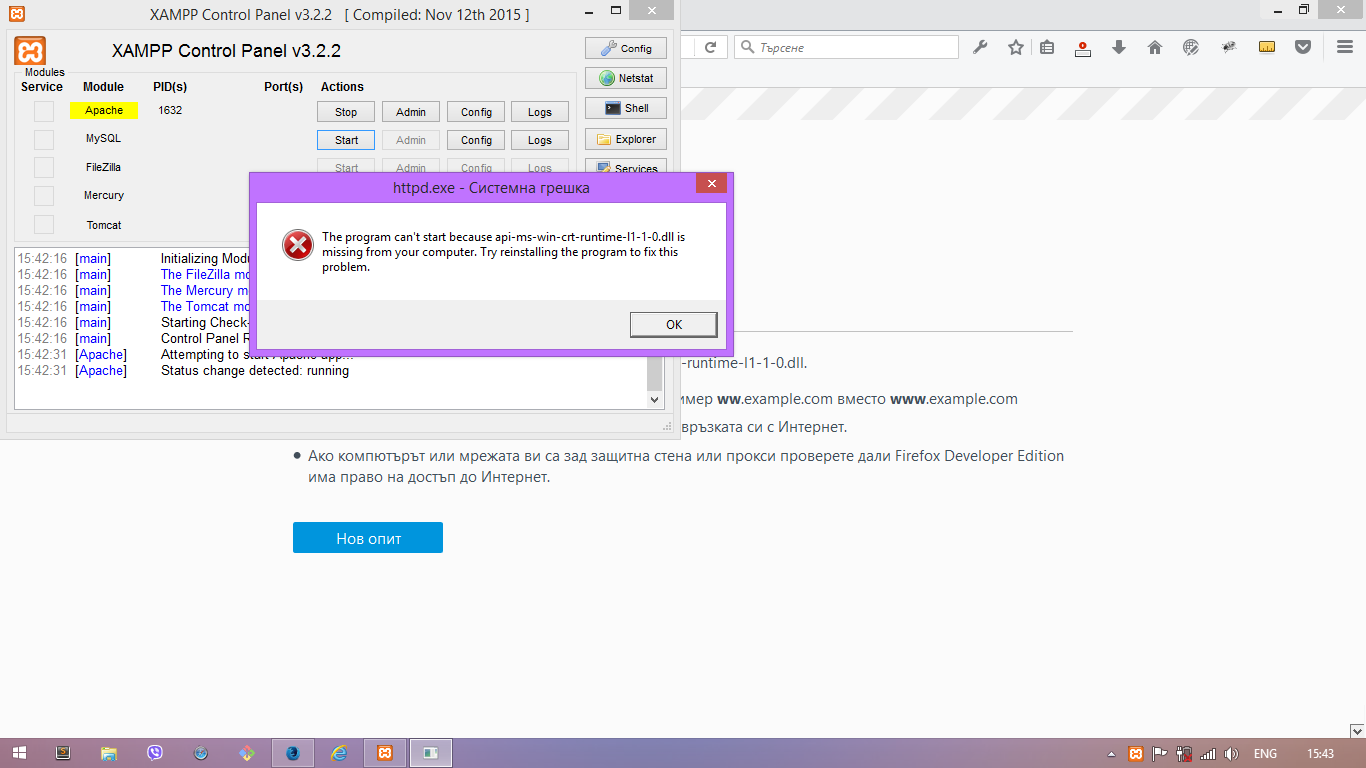 XAMPP Control Panel v3.2.2 [ Compiled: Nov 12th 2015 ]
XAMPP Control Panel v3.2.2
Config
Търсене
Modules
Service Module PID(s) Port(s) Actions
Netstat
Apache 1632 Stop Admin Config Logs
Shell
MySQL Start Admin Config Logs
Explorer
FileZilla Start Admin Config Logs
Services
Mercury
Tomcat
httpd.exe - Системна грешка
The program can't start because api-ms-win-crt-runtime-l1-1-0.dll is
missing from your computer. Try reinstalling the program to fix this
problem.
OK
15:42:16 [main] Initializing Modu
15:42:16 [main] The FileZilla mo
15:42:16 [main] The Mercury m
15:42:16 [main] The Tomcat mo
15:42:16 [main] Starting Check-
15:42:16 [main] Control Panel R
15:42:31 [Apache] Attempting to start Apache app...
15:42:31 [Apache] Status change detected: running
-runtime-l1-1-0.dll.
имер ww.example.com вместо www.example.com
връзката си с Интернет.
● Ако компютърът или мрежата ви са зад защитна стена или прокси проверете дали Firefox Developer Edition
има право на достъп до Интернет.
Нов опит
ENG 15:43